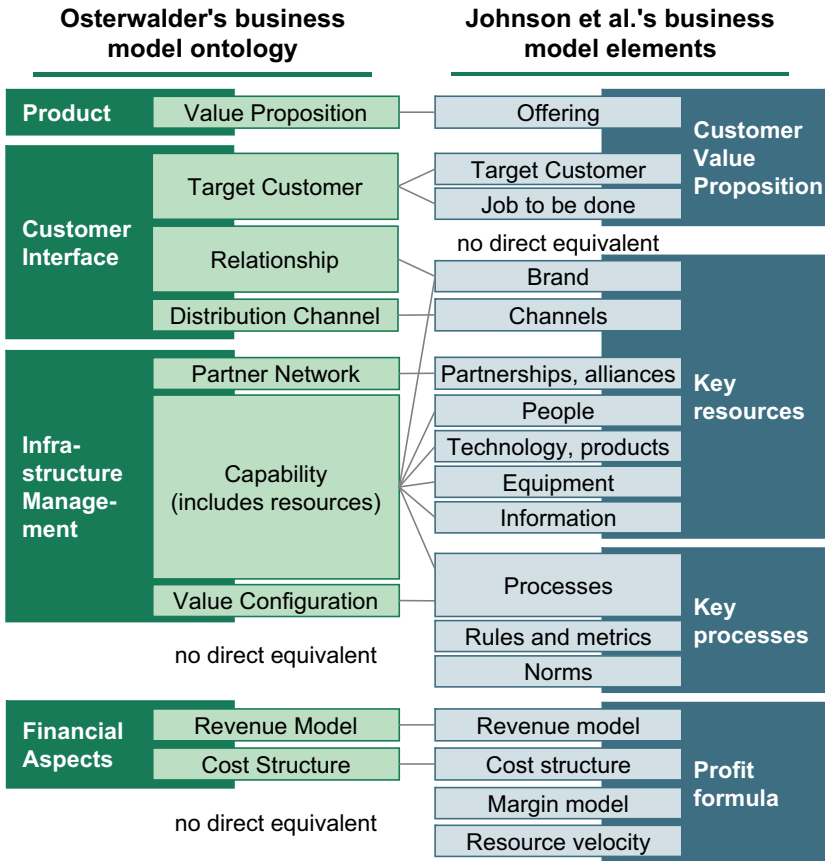 Osterwalder's business
model ontology
Johnson et al.'s business
model elements
Product
Value Proposition
Offering
Customer
Value
Proposition
Customer
Interface
Target Customer
Target Customer
Job to be done
no direct equivalent
Relationship
Brand
Distribution Channel
Channels
Key
resources
Infra-
structure
Manage-
ment
Partner Network
Partnerships, alliances
Capability
(includes resources)
People
Technology, products
Equipment
Information
Value Configuration
Processes
Key
processes
no direct equivalent
Rules and metrics
Norms
Financial
Aspects
Revenue Model
Revenue model
Cost Structure
Cost structure
Profit
formula
no direct equivalent
Margin model
Resource velocity